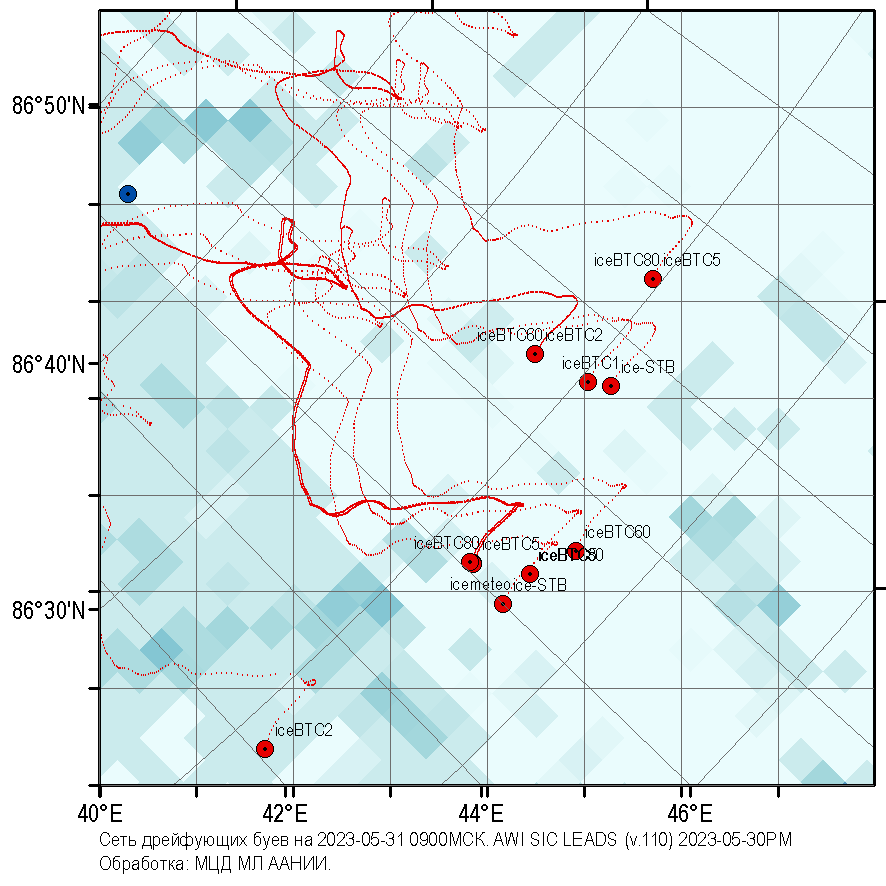 86°50'N
iceBTC80 iceBTC5
iceBTC60 iceBTC2
86°40'N
iceBTC1 ice-STB
iceBTC60
iceBTC80 iceBTC5
icemeteo ice-STB
86°30'N
iceBTC2
40°E 42°E 44°E 46°E
Сеть дрейфующих буев на 2023-05-31 0900МСК. AWI SIC LEADS (v.110) 2023-05-30PM
Обработка: МЦД МЛ ААНИИ.